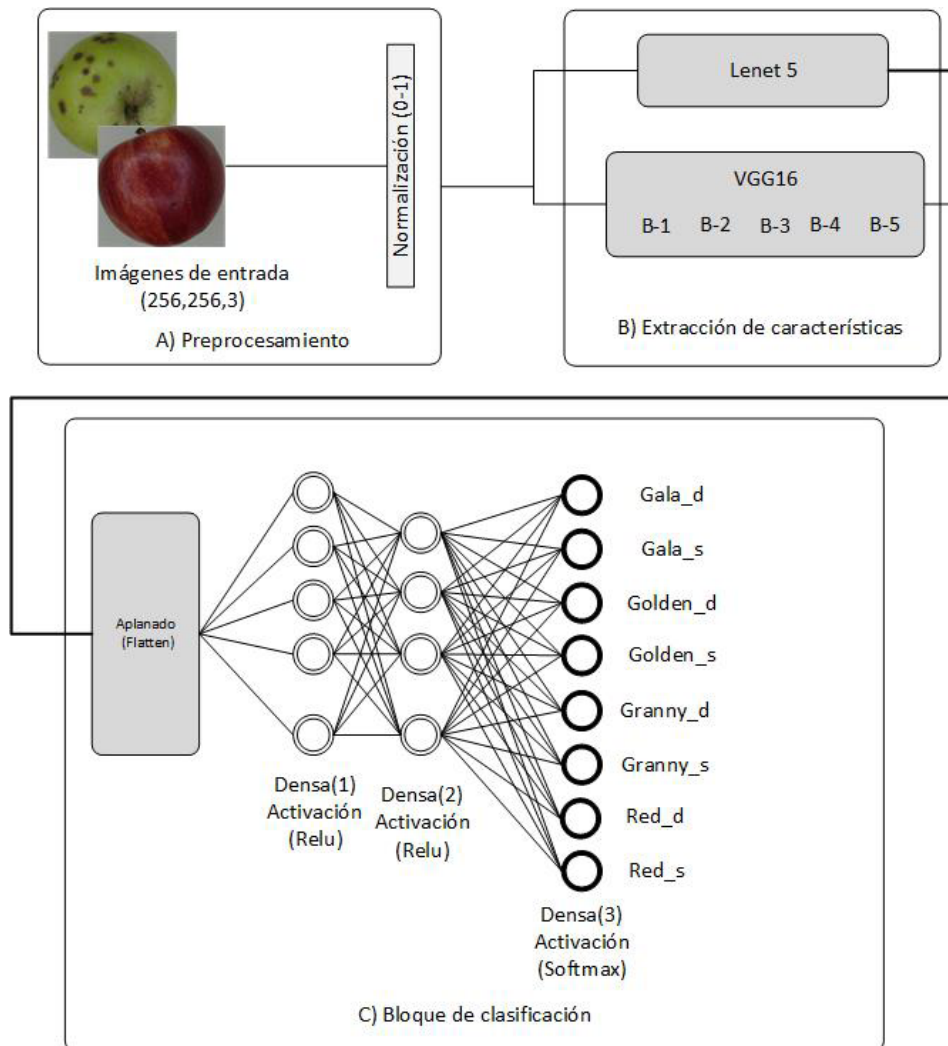 Imágenes de entrada
(256,256,3)
Normalización (0-1)
A) Preprocesamiento
Lenet 5
VGG16
B-1 B-2 B-3 B-4 B-5
B) Extracción de características
Aplanado
(Flatten)
Densa(1)
Activación
(Relu)
Densa(2)
Activación
(Relu)
Gala_d
Gala_s
Golden_d
Golden_s
Granny_d
Granny_s
Red_d
Red_s
Densa(3)
Activación
(Softmax)
C) Bloque de clasificación